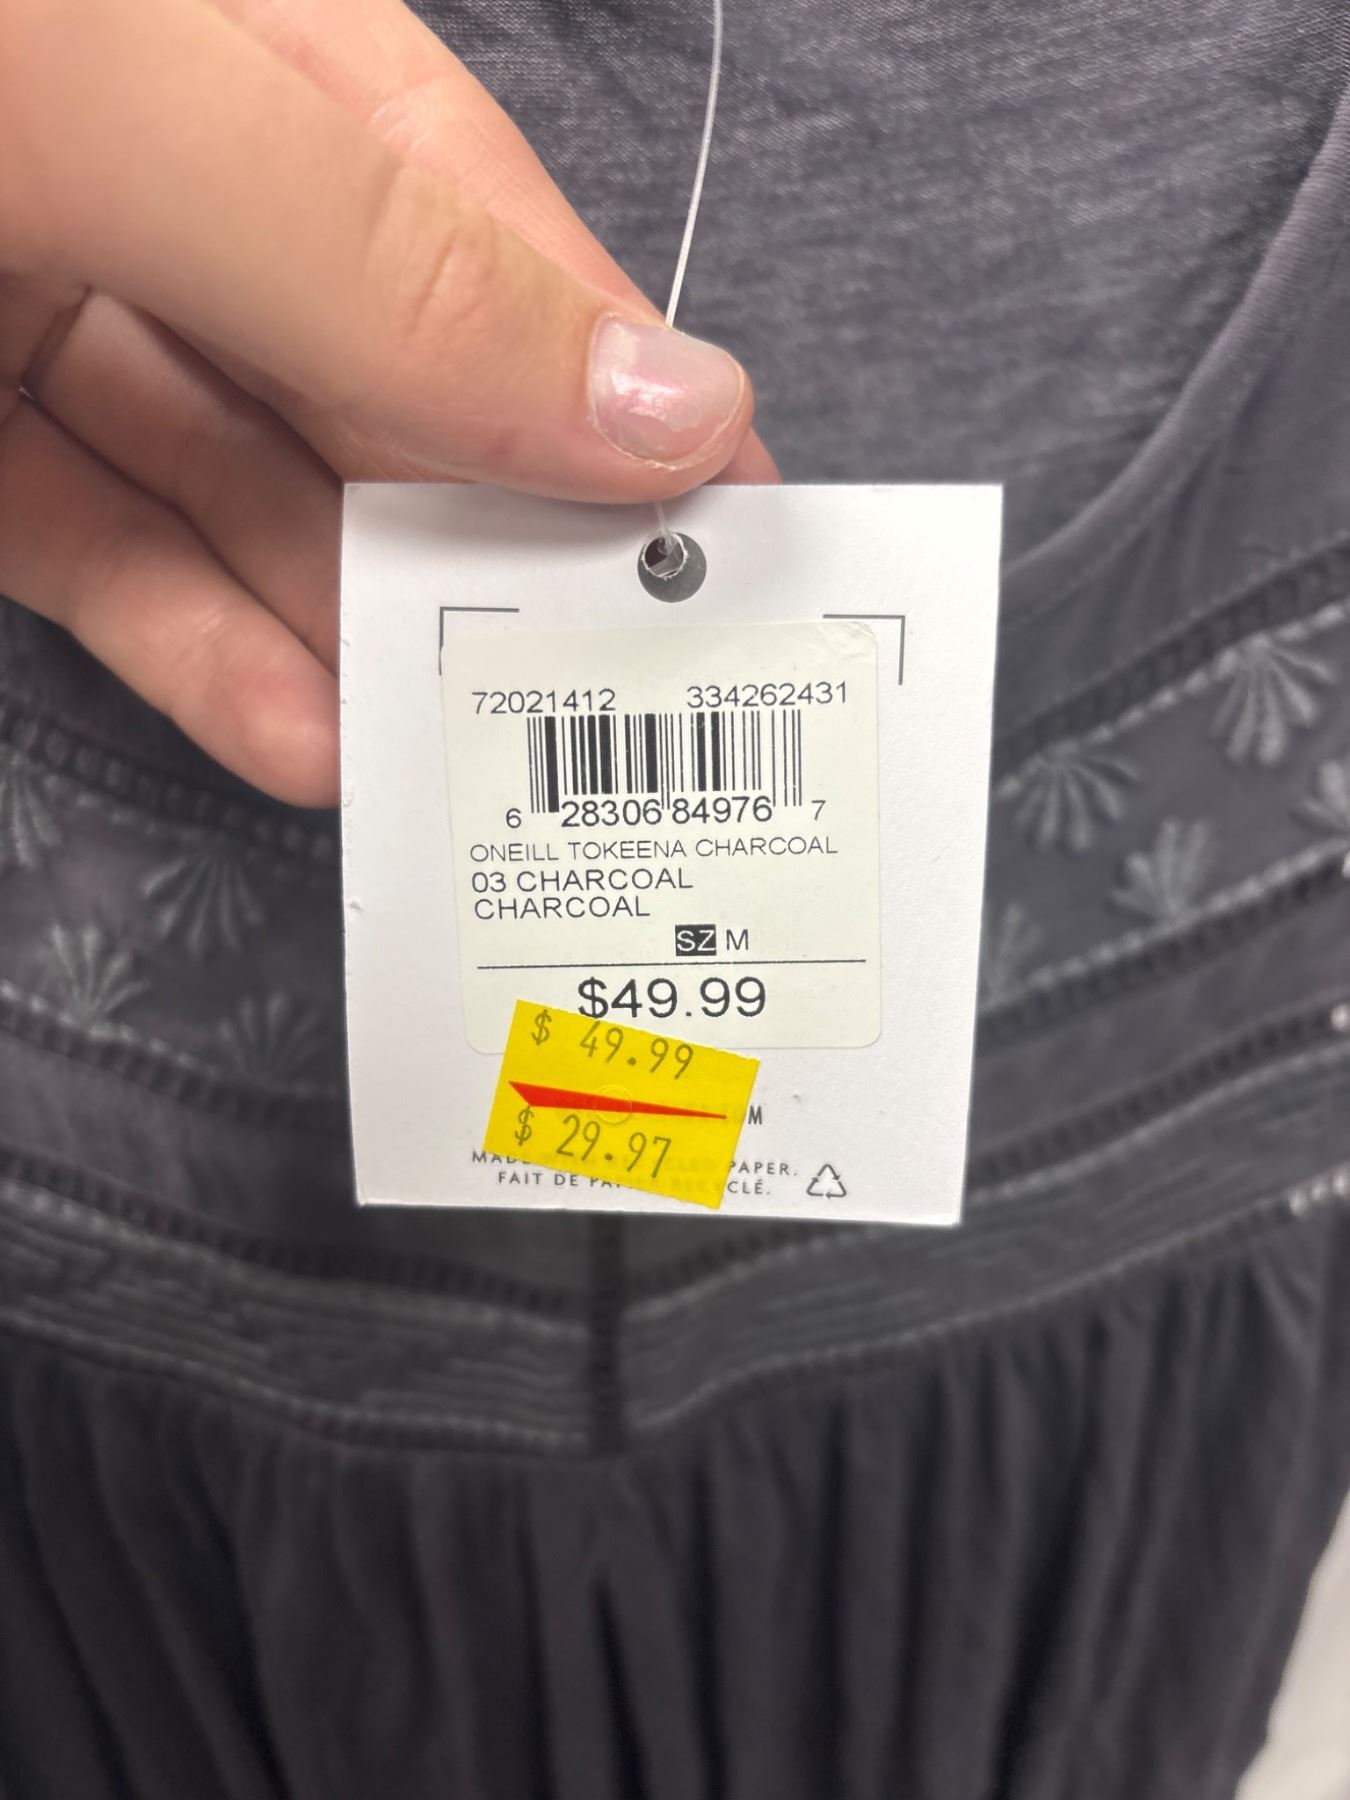 72021412 334262431
6 28306 84976 7
ONEILL TOKEENA CHARCOAL
03 CHARCOAL
CHARCOAL
SZ M
$49.99
$ 49.99
$ 29.97
PAPER.
FAIT DE